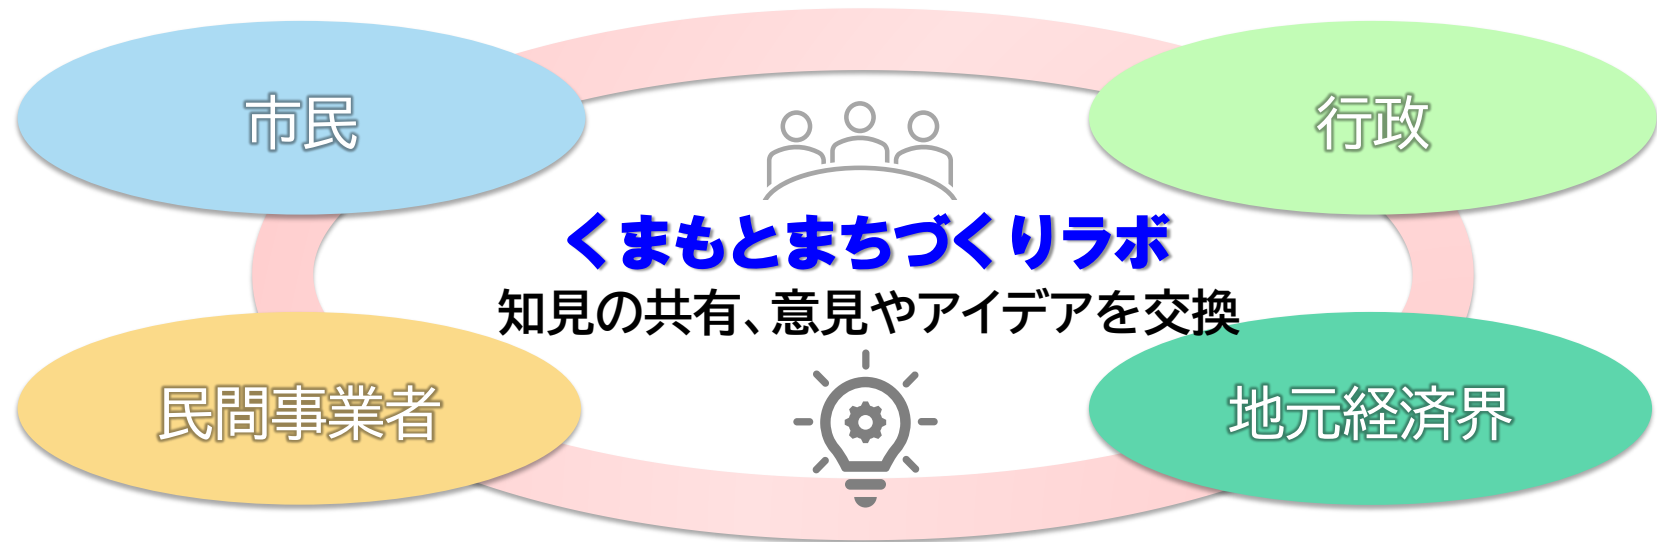 市民
行政
くまもとまちづくりラボ
知見の共有、意見やアイデアを交換
民間事業者
地元経済界